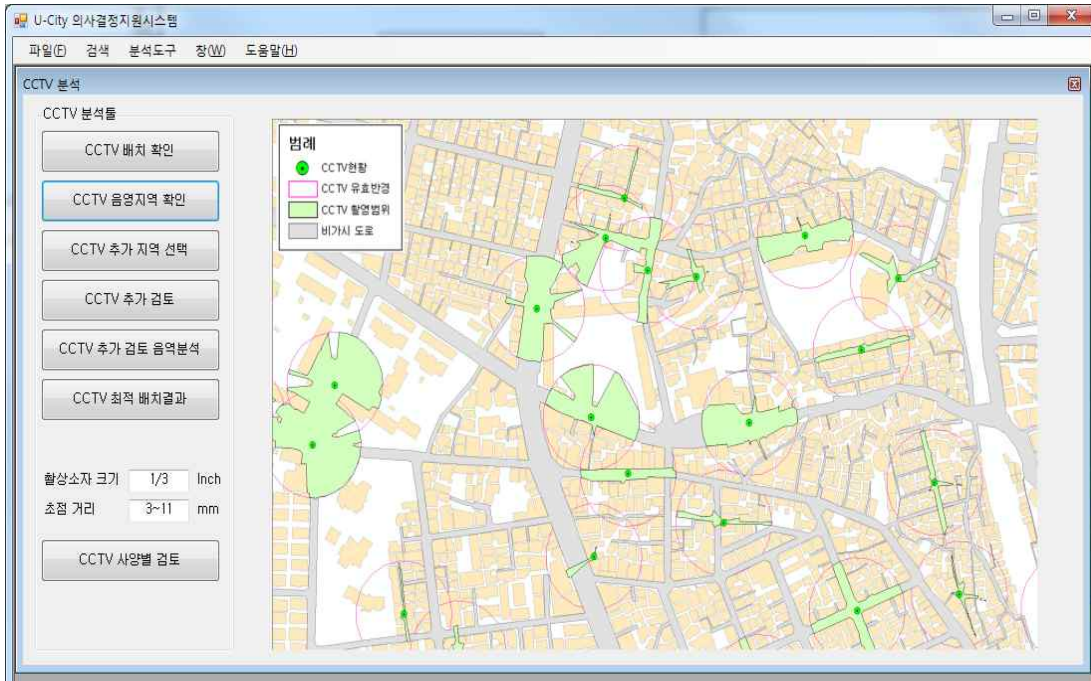 U-City 의사결정지원시스템
파일(F) 검색 분석도구 창(W) 도움말(H)
CCTV 분석
CCTV 분석툴
CCTV 배치 확인
CCTV 음영지역 확인
CCTV 추가 지역 선택
CCTV 추가 검토
CCTV 추가 검토 음역분석
CCTV 최적 배치결과
촬상소자 크기 1/3 Inch
초점 거리 3~11 mm
CCTV 사양별 검토
범례
CCTV현황
CCTV 유효반경
CCTV 촬영범위
비가시 도로